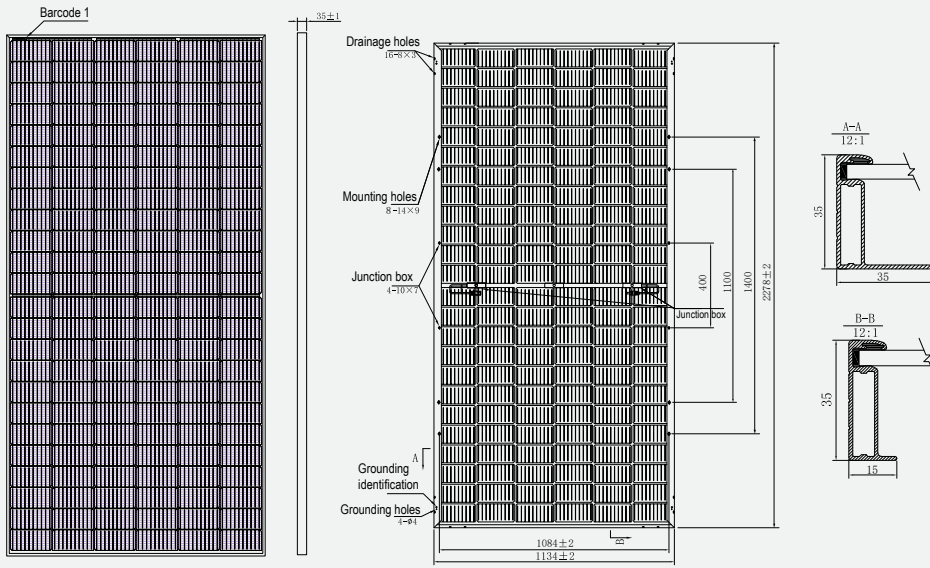 Barcode 1
35±1
Drainage holes
16-8×3
Mounting holes
8-14×9
Junction box
4-10×7
Junction box
Grounding
identification
Grounding holes
4-ø4
A
B
400
1100
1400
2278±2
1084±2
1134±2
A-A
12:1
35
35
B-B
12:1
35
15